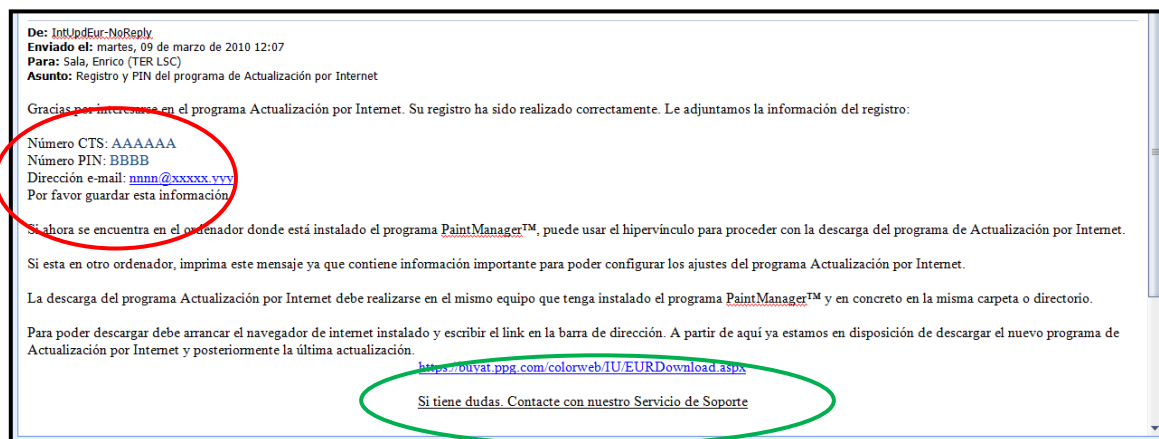 De: IntUpdEur-NoReply
Enviado el: martes, 09 de marzo de 2010 12:07
Para: Sala, Enrico (TER LSC)
Asunto: Registro y PIN del programa de Actualización por Internet
Gracias por interesarse en el programa Actualización por Internet. Su registro ha sido realizado correctamente. Le adjuntamos la información del registro:
Número CTS: AAAAAA
Número PIN: BBBB
Dirección e-mail: nnnn@xxxxx.yyy
Por favor guardar esta información
Si ahora se encuentra en el ordenador donde está instalado el programa PaintManager™, puede usar el hipervínculo para proceder con la descarga del programa de Actualización por Internet.
Si esta en otro ordenador, imprima este mensaje ya que contiene información importante para poder configurar los ajustes del programa Actualización por Internet.
La descarga del programa Actualización por Internet debe realizarse en el mismo equipo que tenga instalado el programa PaintManager™ y en concreto en la misma carpeta o directorio.
Para poder descargar debe arrancar el navegador de internet instalado y escribir el link en la barra de dirección. A partir de aquí ya estamos en disposición de descargar el nuevo programa de
Actualización por Internet y posteriormente la última actualización.
https://buyat.ppg.com/colorweb/IU/EURDownload.aspx
Si tiene dudas. Contacte con nuestro Servicio de Soporte